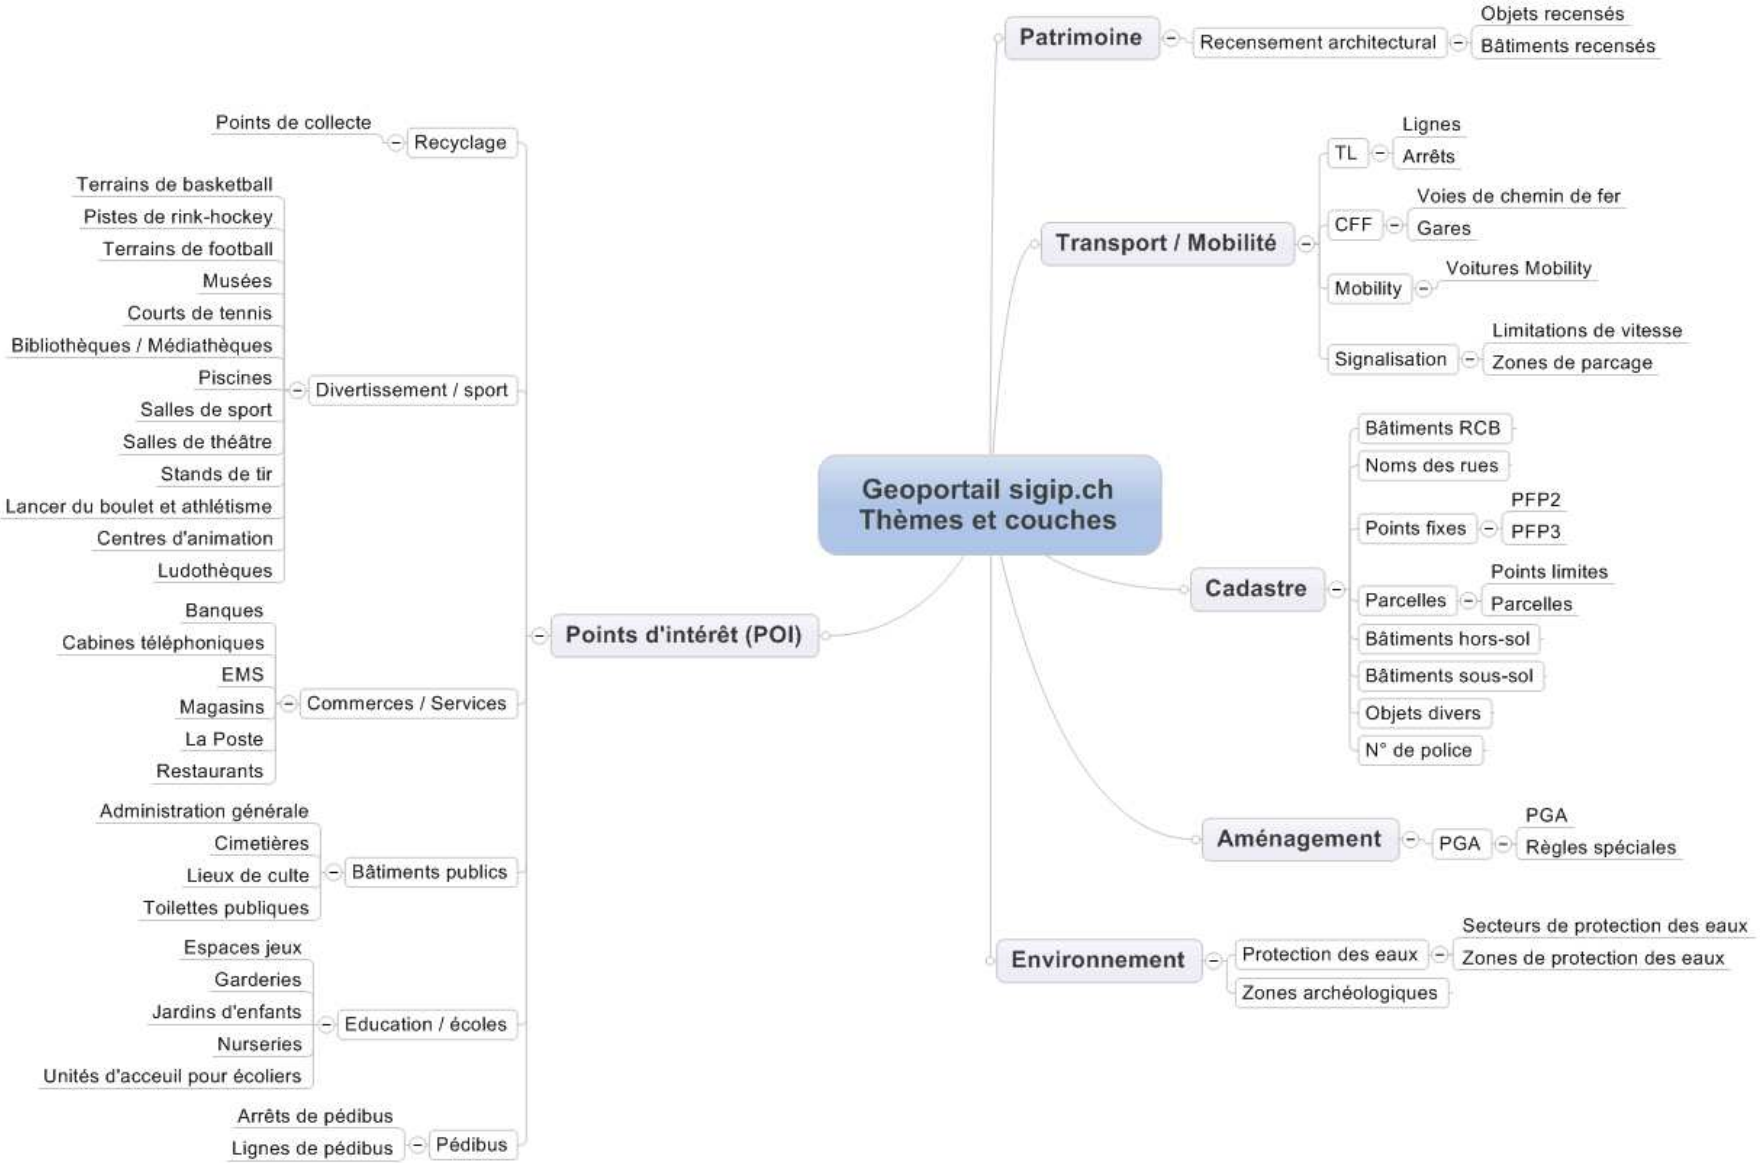 Geoportail sigip.ch
Thèmes et couches
Patrimoine
Recensement architectural
Objets recensés
Bâtiments recensés
Transport / Mobilité
TL
Lignes
Arrêts
CFF
Voies de chemin de fer
Gares
Mobility
Voitures Mobility
Signalisation
Limitations de vitesse
Zones de parcage
Cadastre
Bâtiments RCB
Noms des rues
Points fixes
PFP2
PFP3
Parcelles
Points limites
Parcelles
Bâtiments hors-sol
Bâtiments sous-sol
Objets divers
N° de police
Aménagement
PGA
PGA
Règles spéciales
Environnement
Protection des eaux
Secteurs de protection des eaux
Zones de protection des eaux
Zones archéologiques
Points d'intérêt (POI)
Recyclage
Points de collecte
Divertissement / sport
Terrains de basketball
Pistes de rink-hockey
Terrains de football
Musées
Courts de tennis
Bibliothèques / Médiathèques
Piscines
Salles de sport
Salles de théâtre
Stands de tir
Lancer du boulet et athlétisme
Centres d'animation
Ludothèques
Commerces / Services
Banques
Cabines téléphoniques
EMS
Magasins
La Poste
Restaurants
Bâtiments publics
Administration générale
Cimetières
Lieux de culte
Toilettes publiques
Education / écoles
Espaces jeux
Garderies
Jardins d'enfants
Nurseries
Unités d'acceuil pour écoliers
Pédibus
Arrêts de pédibus
Lignes de pédibus